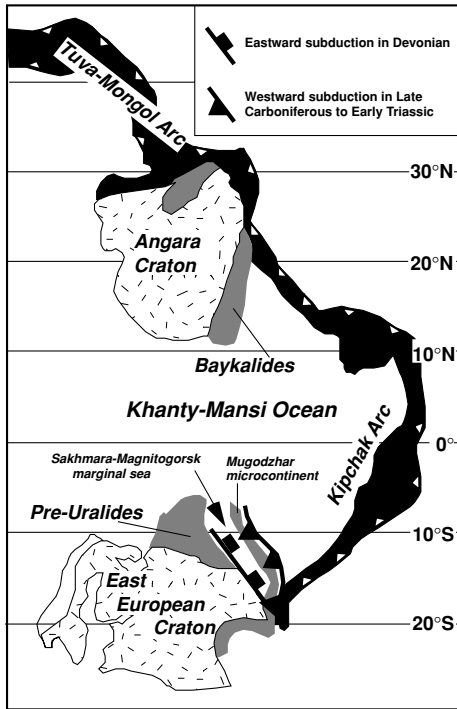 Eastward subduction in Devonian
Westward subduction in Late
Carboniferous to Early Triassic
Tuva-Mongol Arc
30°N
Angara
Craton
20°N
10°N
Baykalides
Khanty-Mansi Ocean
Kipchak Arc
0°
Sakhmara-Magnitogorsk
marginal sea
Mugodzhar
microcontinent
Pre-Uralides
10°S
East
European
Craton
20°S